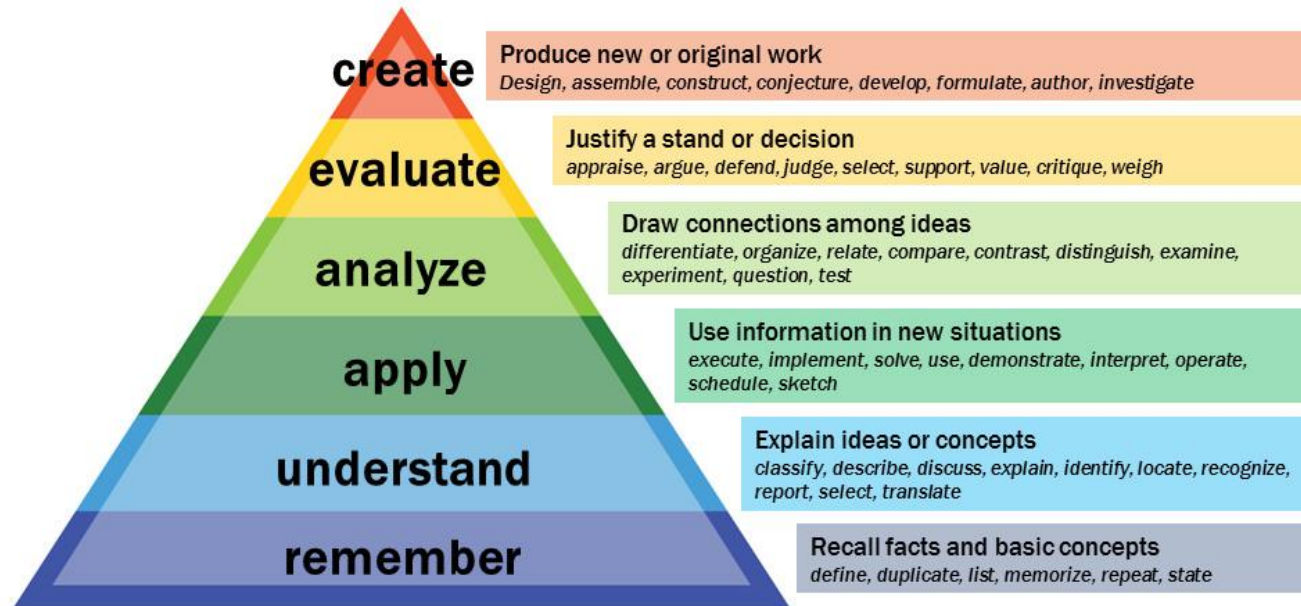 create
Produce new or original work
Design, assemble, construct, conjecture, develop, formulate, author, investigate
evaluate
Justify a stand or decision
appraise, argue, defend, judge, select, support, value, critique, weigh
analyze
Draw connections among ideas
differentiate, organize, relate, compare, contrast, distinguish, examine,
experiment, question, test
apply
Use information in new situations
execute, implement, solve, use, demonstrate, interpret, operate,
schedule, sketch
understand
Explain ideas or concepts
classify, describe, discuss, explain, identify, locate, recognize,
report, select, translate
remember
Recall facts and basic concepts
define, duplicate, list, memorize, repeat, state